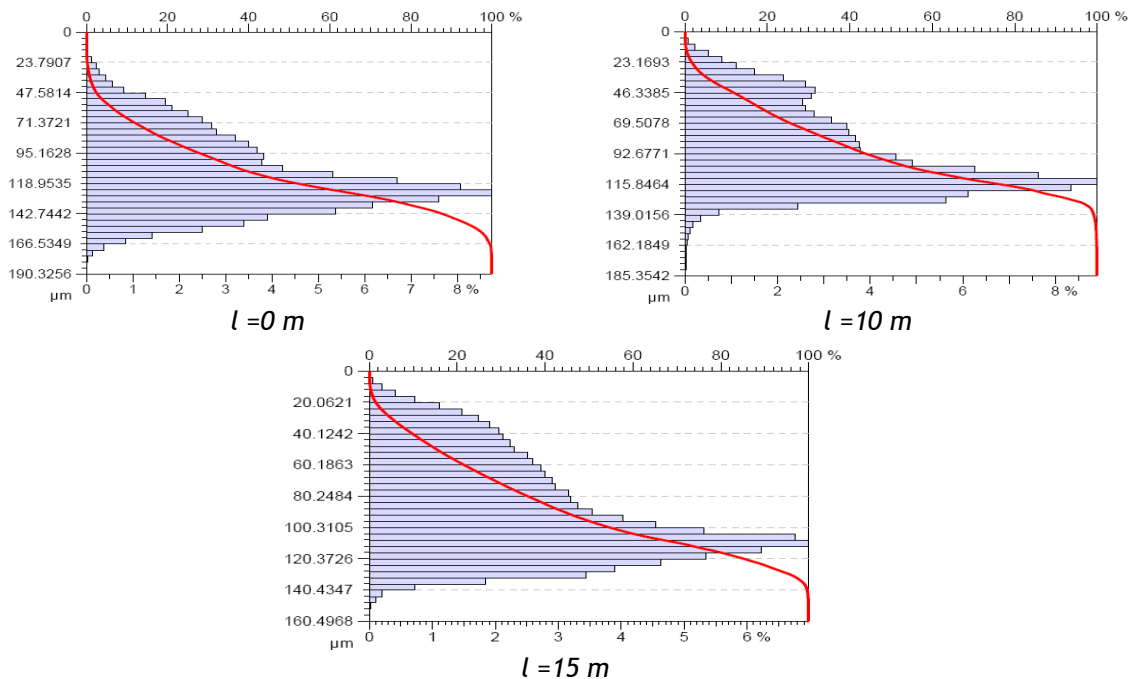 0 20 40 60 80 100 %
0
23.7907
47.5814
71.3721
95.1628
118.9535
142.7442
166.5349
190.3256
µm
0 1 2 3 4 5 6 7 8 %
l =0 m
0 20 40 60 80 100 %
0
23.1693
46.3385
69.5078
92.6771
115.8464
139.0156
162.1849
185.3542
µm
0 2 4 6 8 %
l =10 m
0 20 40 60 80 100 %
0
20.0621
40.1242
60.1863
80.2484
100.3105
120.3726
140.4347
160.4968
µm
0 1 2 3 4 5 6 %
l =15 m